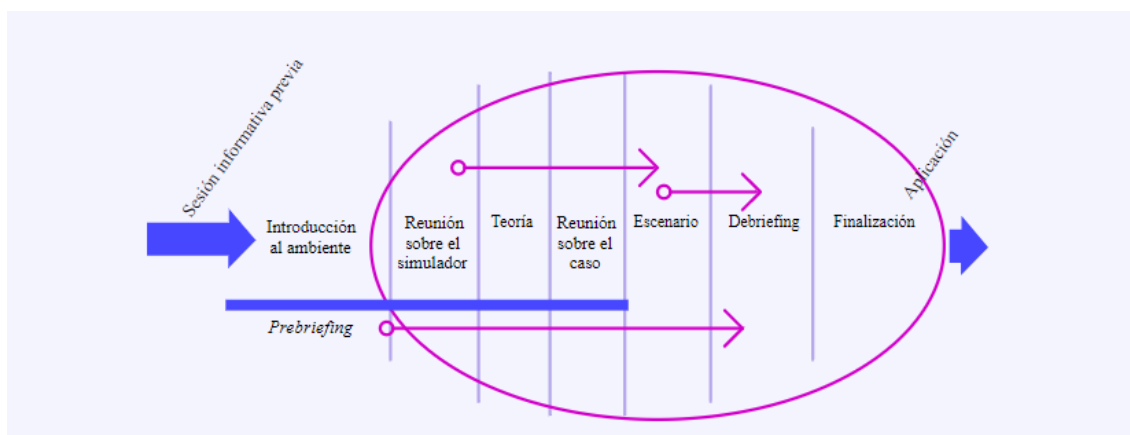 Sesión informativa previa
Introducción
al ambiente
Reunión
sobre el
simulador
Teoría
Reunión
sobre el
caso
Escenario
Debriefing
Finalización
Aplicación
Prebriefing